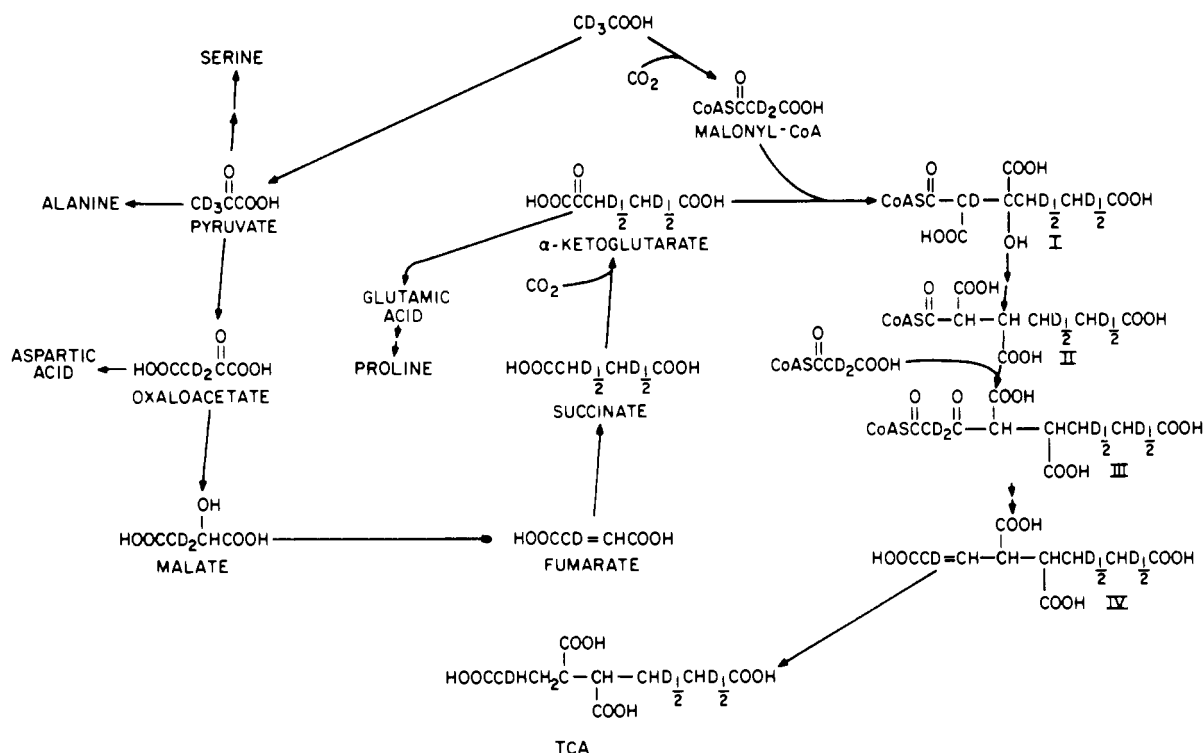 CD3COOH
SERINE
CO2
O
CoASCCD2COOH
MALONYL-CoA
O
CD3CCOOH
PYRUVATE
ALANINE
O
HOOCCCHD1/2CHD1/2COOH
α-KETOGLUTARATE
O COOH
CoASC-CD-C-CHD1/2CHD1/2COOH
HOOC OH I
CO2
GLUTAMIC
ACID
PROLINE
O COOH
CoASC-CH-CH-CHD1/2CHD1/2COOH
COOH II
O
CoASCCD2COOH
ASPARTIC
ACID
O
HOOCCD2CCOOH
OXALOACETATE
HOOCCHD1/2CHD1/2COOH
SUCCINATE
O O COOH
CoASCCD2C-CH-CHCHD1/2CHD1/2COOH
COOH III
OH
HOOCCD2CHCOOH
MALATE
HOOCCD=CHCOOH
FUMARATE
COOH
HOOCCD=CH-CH-CHCHD1/2CHD1/2COOH
COOH IV
COOH
HOOCCDHCH2C-CH-CHD1/2CHD1/2COOH
COOH
TCA